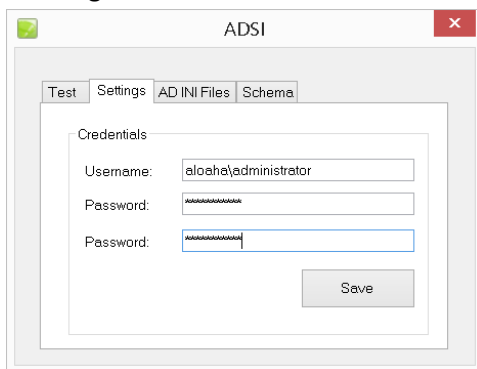 ADSI
Test Settings AD INI Files Schema
Credentials
Username: aloaha\administrator
Password: ***********
Password: ***********
Save